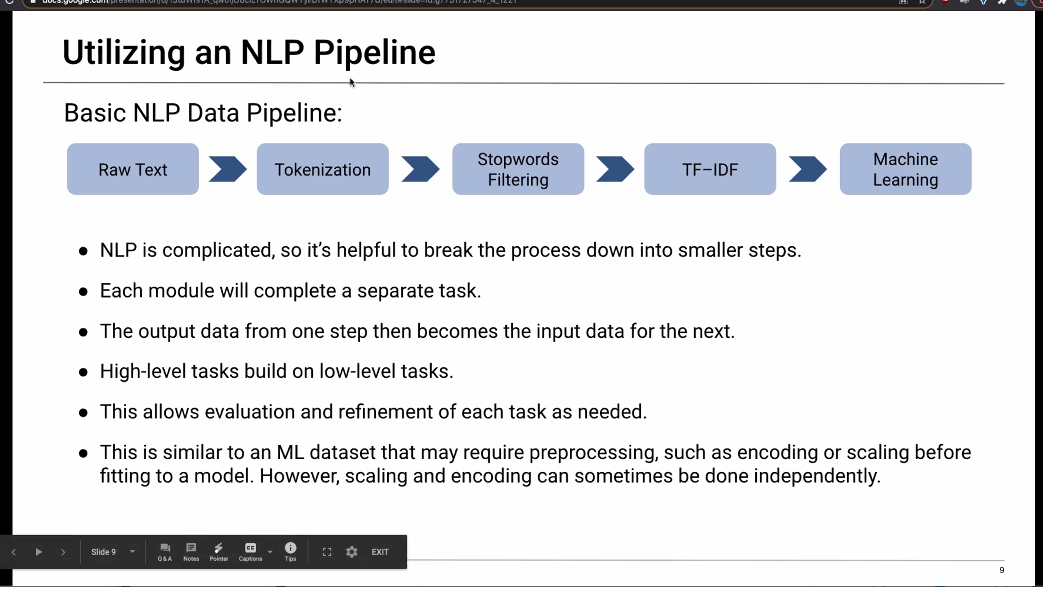 Utilizing an NLP Pipeline
Basic NLP Data Pipeline:
Raw Text
Tokenization
Stopwords
Filtering
TF–IDF
Machine
Learning
● NLP is complicated, so it’s helpful to break the process down into smaller steps.
● Each module will complete a separate task.
● The output data from one step then becomes the input data for the next.
● High-level tasks build on low-level tasks.
● This allows evaluation and refinement of each task as needed.
● This is similar to an ML dataset that may require preprocessing, such as encoding or scaling before
fitting to a model. However, scaling and encoding can sometimes be done independently.
Slide 9
Q & A
Notes
Pointer
CC
Captions
Tips
EXIT
9